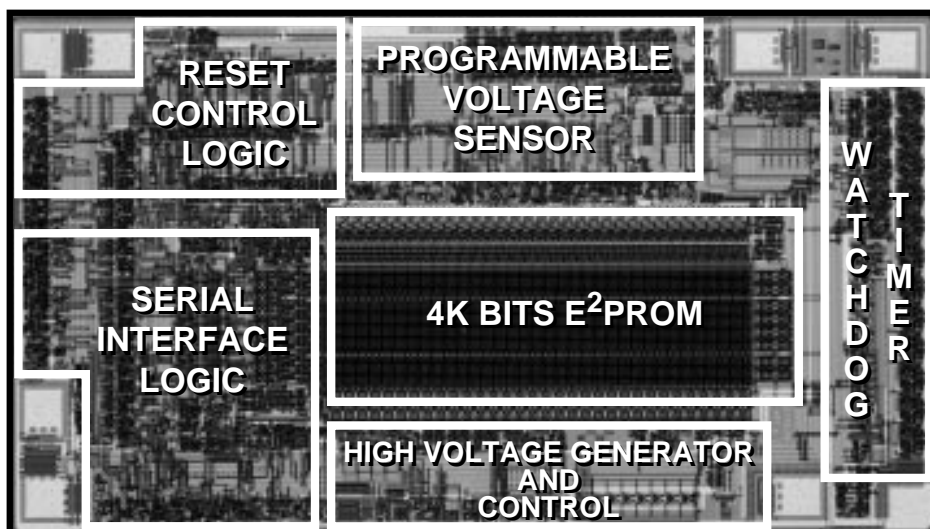 RESET
CONTROL
LOGIC
PROGRAMMABLE
VOLTAGE
SENSOR
WATCHDOG
TIMER
SERIAL
INTERFACE
LOGIC
4K BITS E²PROM
HIGH VOLTAGE GENERATOR
AND
CONTROL